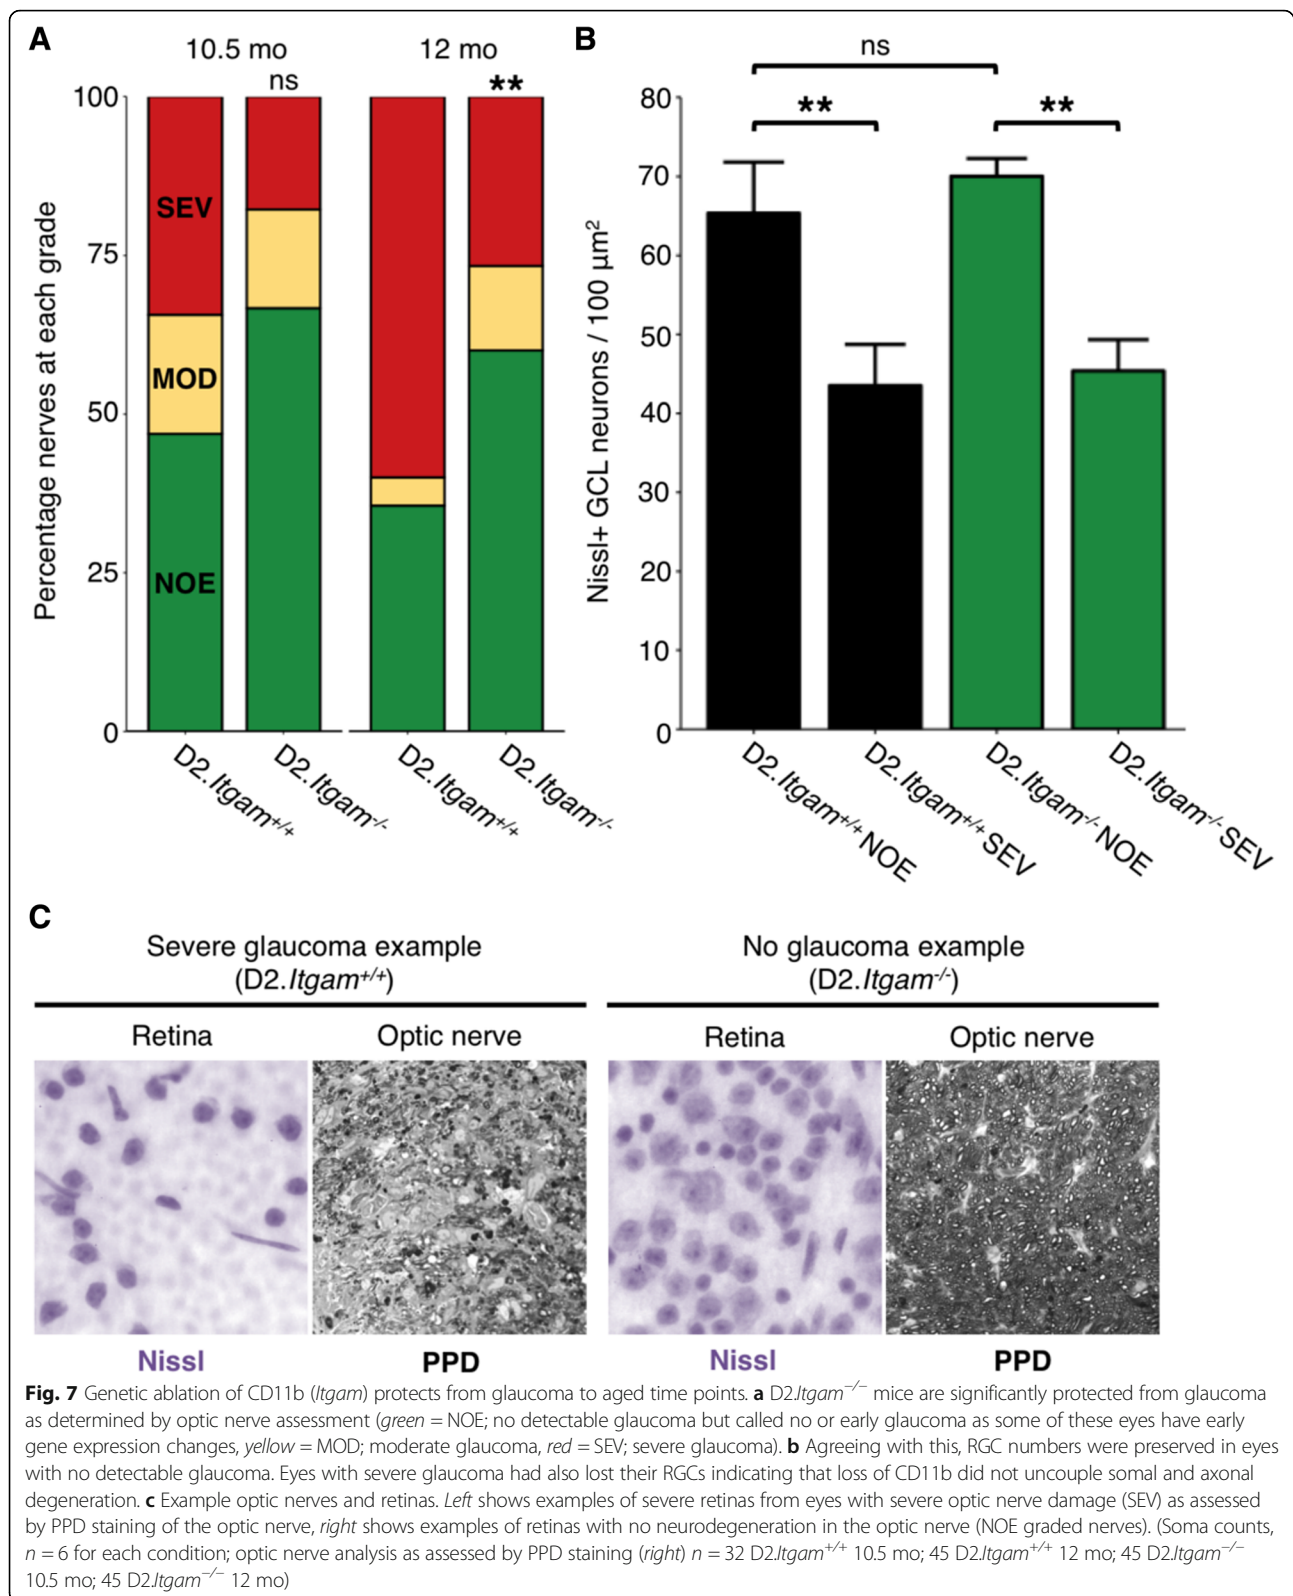 A
10.5 mo
12 mo
ns
**
100
75
50
25
0
Percentage nerves at each grade
SEV
MOD
NOE
D2.Itgam+/+
D2.Itgam-/-
D2.Itgam+/+
D2.Itgam-/-
B
ns
**
**
80
70
60
50
40
30
20
10
0
Nissl+ GCL neurons / 100 µm²
D2.Itgam+/+ NOE
D2.Itgam+/+ SEV
D2.Itgam-/- NOE
D2.Itgam-/- SEV
C
Severe glaucoma example
(D2.Itgam+/+)
No glaucoma example
(D2.Itgam-/-)
Retina
Optic nerve
Retina
Optic nerve
Nissl
PPD
Nissl
PPD
Fig. 7 Genetic ablation of CD11b (Itgam) protects from glaucoma to aged time points. a D2.Itgam−/− mice are significantly protected from glaucoma
as determined by optic nerve assessment (green = NOE; no detectable glaucoma but called no or early glaucoma as some of these eyes have early
gene expression changes, yellow = MOD; moderate glaucoma, red = SEV; severe glaucoma). b Agreeing with this, RGC numbers were preserved in eyes
with no detectable glaucoma. Eyes with severe glaucoma had also lost their RGCs indicating that loss of CD11b did not uncouple somal and axonal
degeneration. c Example optic nerves and retinas. Left shows examples of severe retinas from eyes with severe optic nerve damage (SEV) as assessed
by PPD staining of the optic nerve, right shows examples of retinas with no neurodegeneration in the optic nerve (NOE graded nerves). (Soma counts,
n = 6 for each condition; optic nerve analysis as assessed by PPD staining (right) n = 32 D2.Itgam+/+ 10.5 mo; 45 D2.Itgam+/+ 12 mo; 45 D2.Itgam−/−
10.5 mo; 45 D2.Itgam−/− 12 mo)